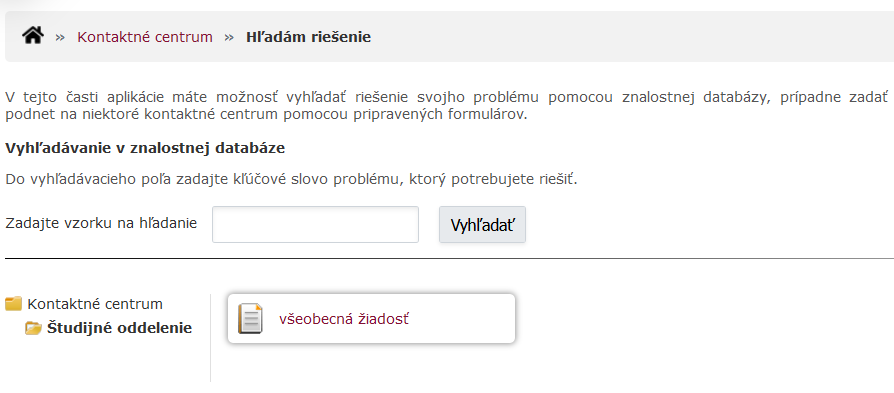 » Kontaktné centrum » Hľadám riešenie
V tejto časti aplikácie máte možnosť vyhľadať riešenie svojho problému pomocou znalostnej databázy, prípadne zadať
podnet na niektoré kontaktné centrum pomocou pripravených formulárov.
Vyhľadávanie v znalostnej databáze
Do vyhľadávacieho poľa zadajte kľúčové slovo problému, ktorý potrebujete riešiť.
Zadajte vzorku na hľadanie Vyhľadať
Kontaktné centrum
Študijné oddelenie
všeobecná žiadosť